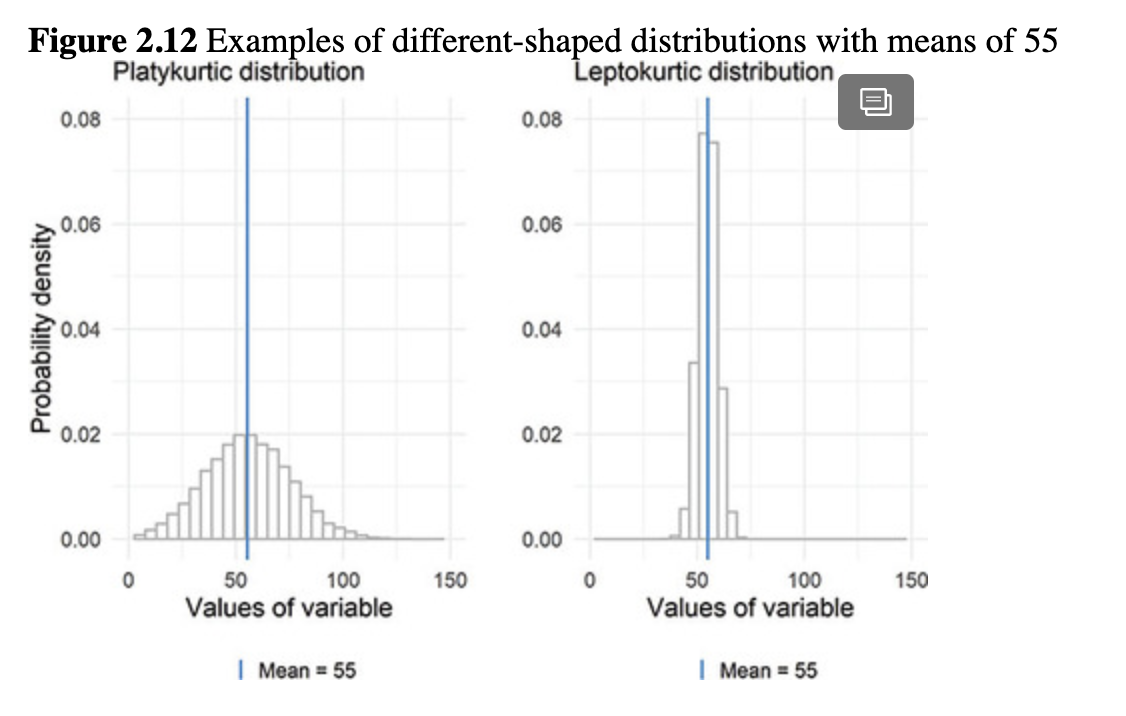 Figure 2.12 Examples of different-shaped distributions with means of 55
Platykurtic distribution
Probability density
0.08
0.06
0.04
0.02
0.00
0 50 100 150
Values of variable
Mean = 55
Leptokurtic distribution
0.08
0.06
0.04
0.02
0.00
0 50 100 150
Values of variable
Mean = 55